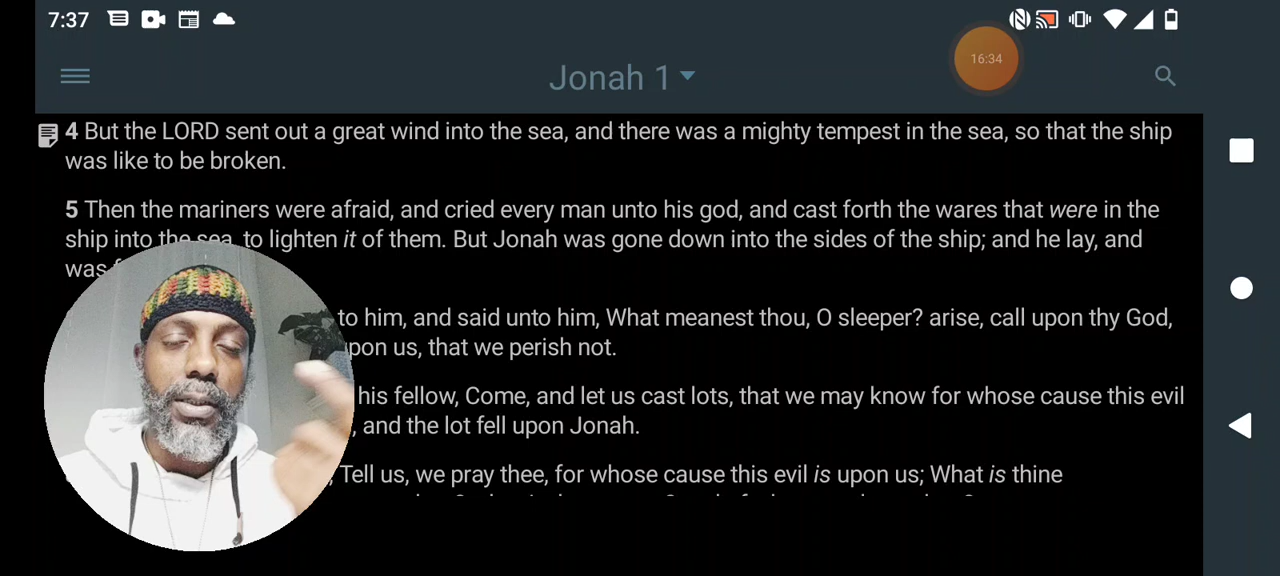 7:37
16:34
Jonah 1
4 But the LORD sent out a great wind into the sea, and there was a mighty tempest in the sea, so that the ship
was like to be broken.
5 Then the mariners were afraid, and cried every man unto his god, and cast forth the wares that were in the
ship into the sea, to lighten it of them. But Jonah was gone down into the sides of the ship; and he lay, and
was
to him, and said unto him, What meanest thou, O sleeper? arise, call upon thy God,
upon us, that we perish not.
his fellow, Come, and let us cast lots, that we may know for whose cause this evil
, and the lot fell upon Jonah.
Tell us, we pray thee, for whose cause this evil is upon us; What is thine